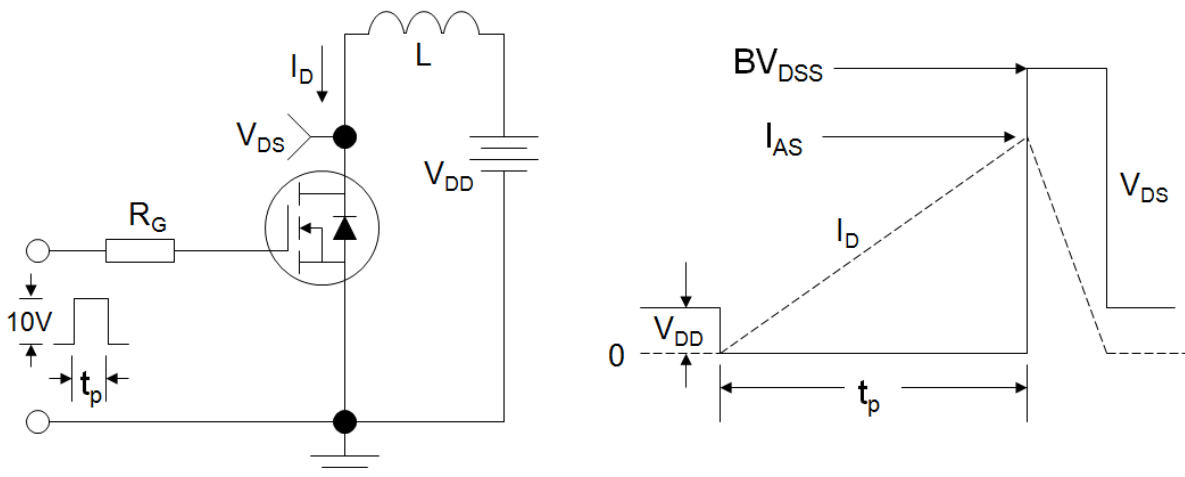 L
I_D
V_DS
V_DD
R_G
10V
t_p
BV_DSS
I_AS
V_DS
I_D
V_DD
0
t_p